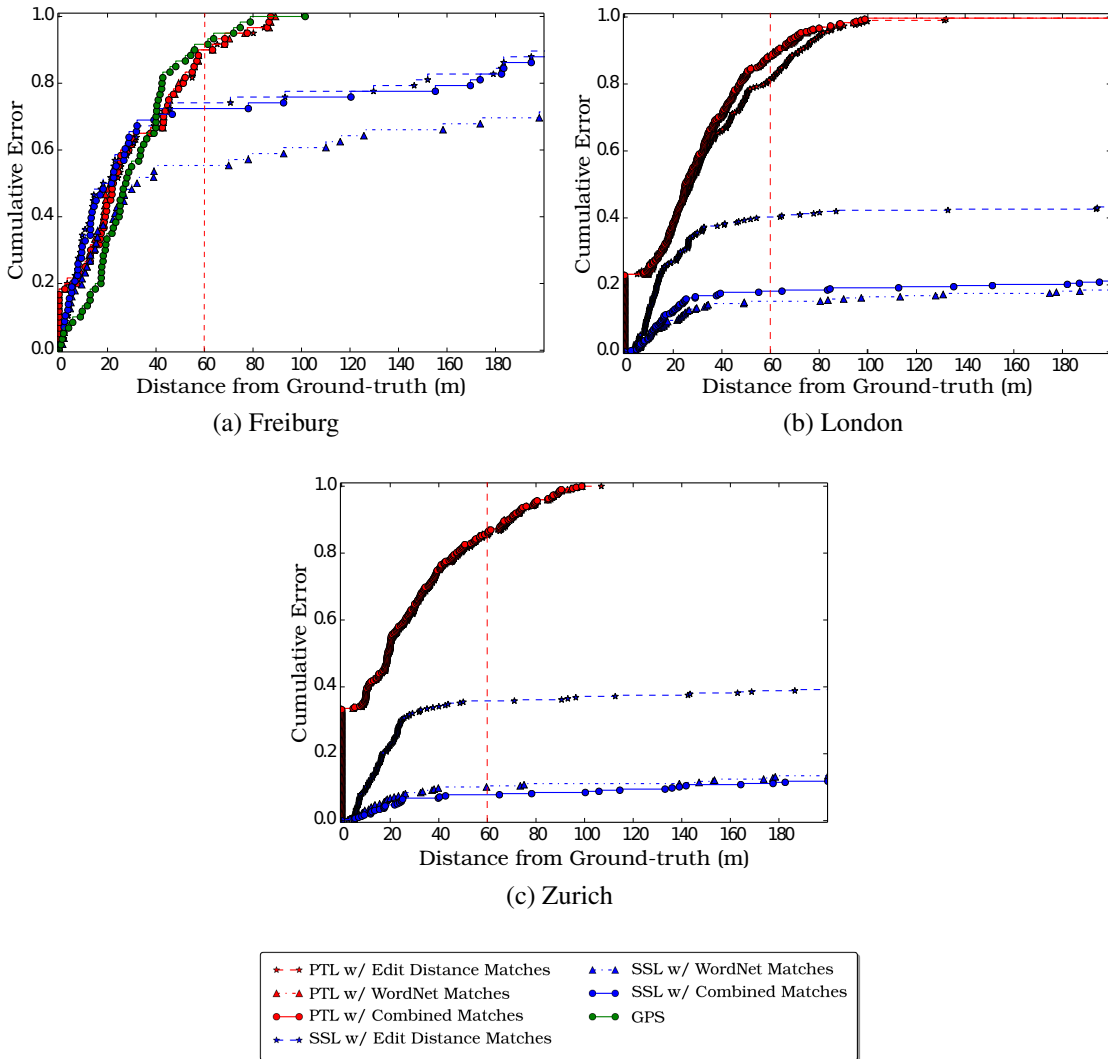 1.0
0.8
0.6
0.4
0.2
0.0
Cumulative Error
0 20 40 60 80 100 120 140 160 180
Distance from Ground-truth (m)
(a) Freiburg
1.0
0.8
0.6
0.4
0.2
0.0
Cumulative Error
0 20 40 60 80 100 120 140 160 180
Distance from Ground-truth (m)
(b) London
1.0
0.8
0.6
0.4
0.2
0.0
Cumulative Error
0 20 40 60 80 100 120 140 160 180
Distance from Ground-truth (m)
(c) Zurich
PTL w/ Edit Distance Matches
PTL w/ WordNet Matches
PTL w/ Combined Matches
SSL w/ Edit Distance Matches
SSL w/ WordNet Matches
SSL w/ Combined Matches
GPS